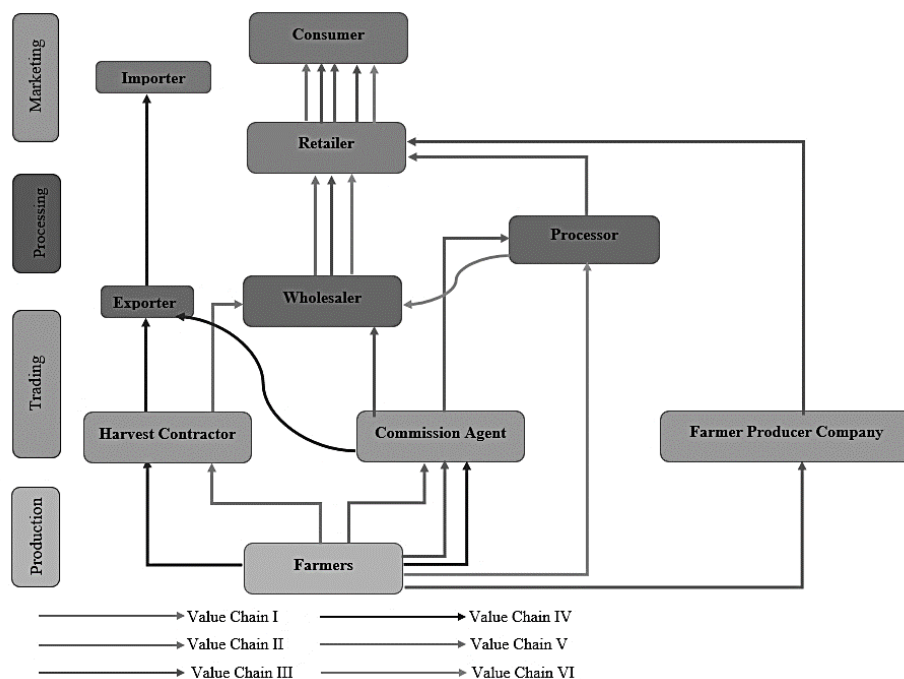 Marketing
Consumer
Importer
Retailer
Processing
Processor
Wholesaler
Exporter
Trading
Harvest Contractor
Commission Agent
Farmer Producer Company
Production
Farmers
Value Chain I
Value Chain IV
Value Chain II
Value Chain V
Value Chain III
Value Chain VI